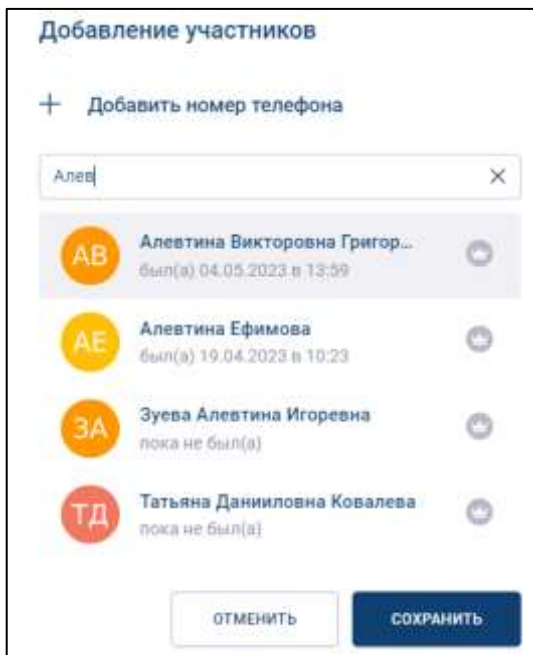 Добавление участников
+ Добавить номер телефона
Алев
АВ
Алевтина Викторовна Григор...
был(а) 04.05.2023 в 13:59
АЕ
Алевтина Ефимова
был(а) 19.04.2023 в 10:23
ЗА
Зуева Алевтина Игоревна
пока не был(а)
ТД
Татьяна Данииловна Ковалева
пока не был(а)
ОТМЕНИТЬ
СОХРАНИТЬ